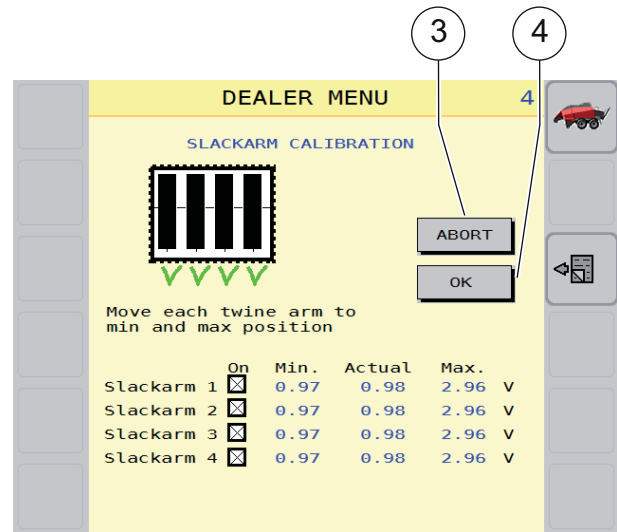 3 4
DEALER MENU 4
SLACKARM CALIBRATION
ABORT
OK
Move each twine arm to
min and max position
On Min. Actual Max.
Slackarm 1 0.97 0.98 2.96 V
Slackarm 2 0.97 0.98 2.96 V
Slackarm 3 0.97 0.98 2.96 V
Slackarm 4 0.97 0.98 2.96 V